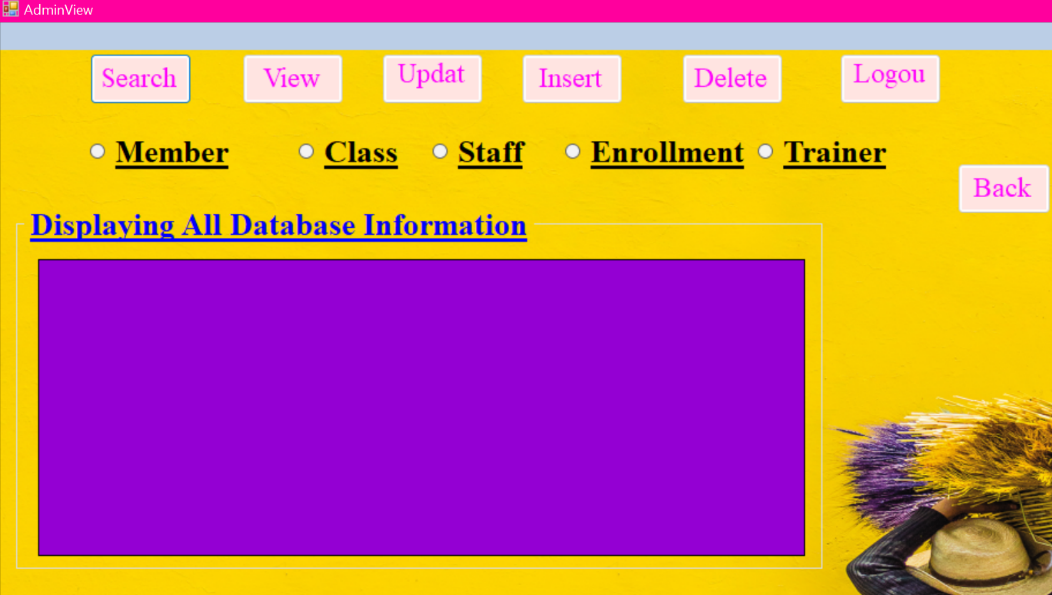 AdminView
Search View Updat Insert Delete Logou
Member Class Staff Enrollment Trainer
Back
Displaying All Database Information